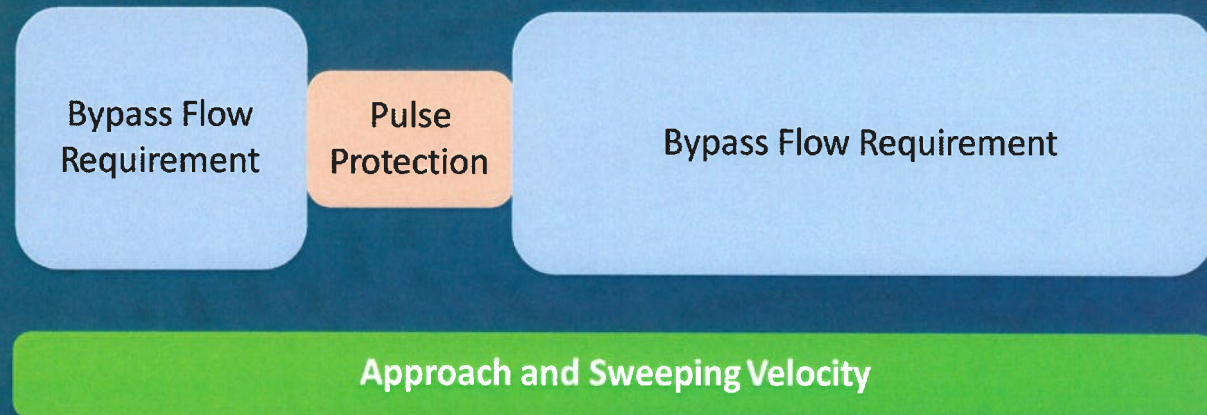 Bypass Flow
Requirement
Pulse
Protection
Bypass Flow Requirement
Approach and Sweeping Velocity